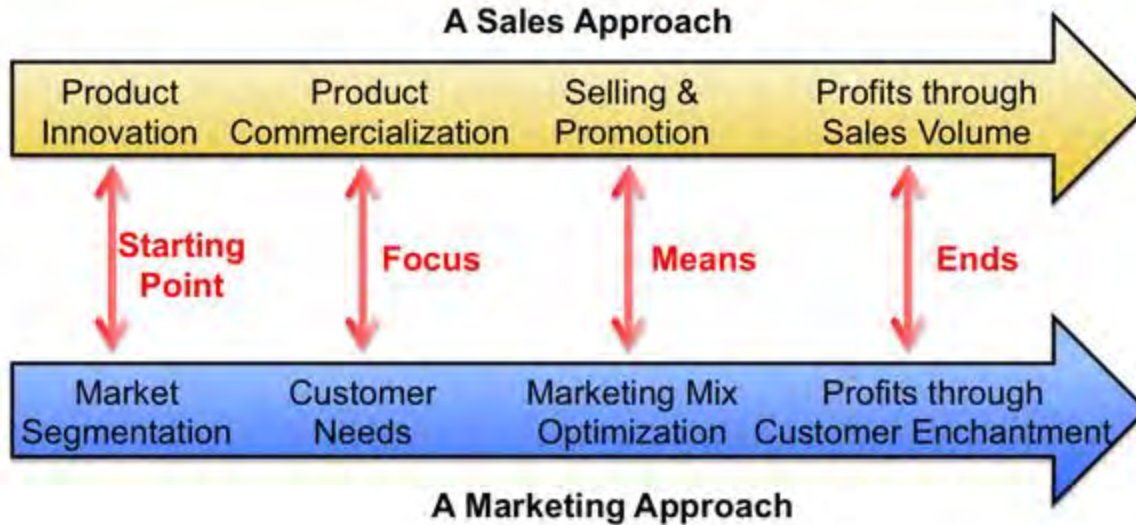 A Sales Approach
Product
Innovation
Product
Commercialization
Selling &
Promotion
Profits through
Sales Volume
Starting
Point
Focus
Means
Ends
Market
Segmentation
Customer
Needs
Marketing Mix
Optimization
Profits through
Customer Enchantment
A Marketing Approach